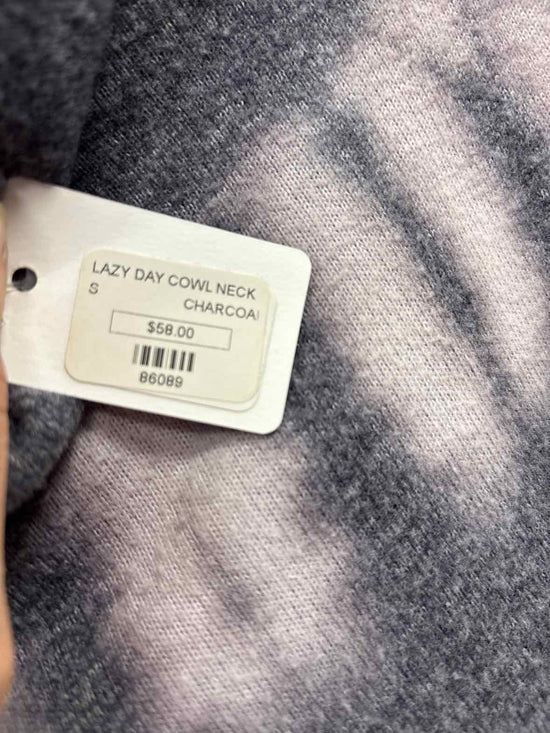 LAZY DAY COWL NECK
S CHARCOAL
$58.00
86089